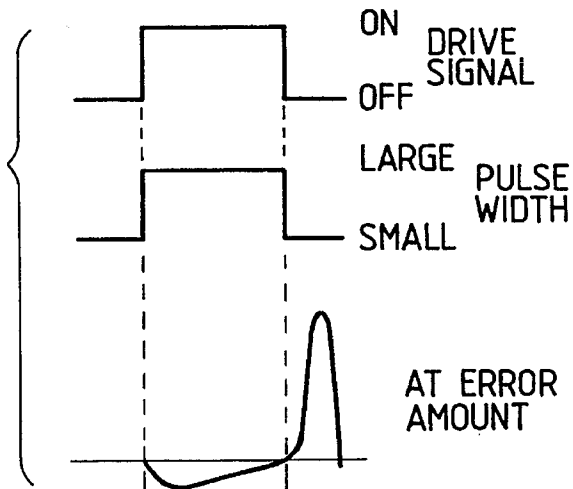 ON
DRIVE
SIGNAL
OFF
LARGE
PULSE
WIDTH
SMALL
AT ERROR
AMOUNT